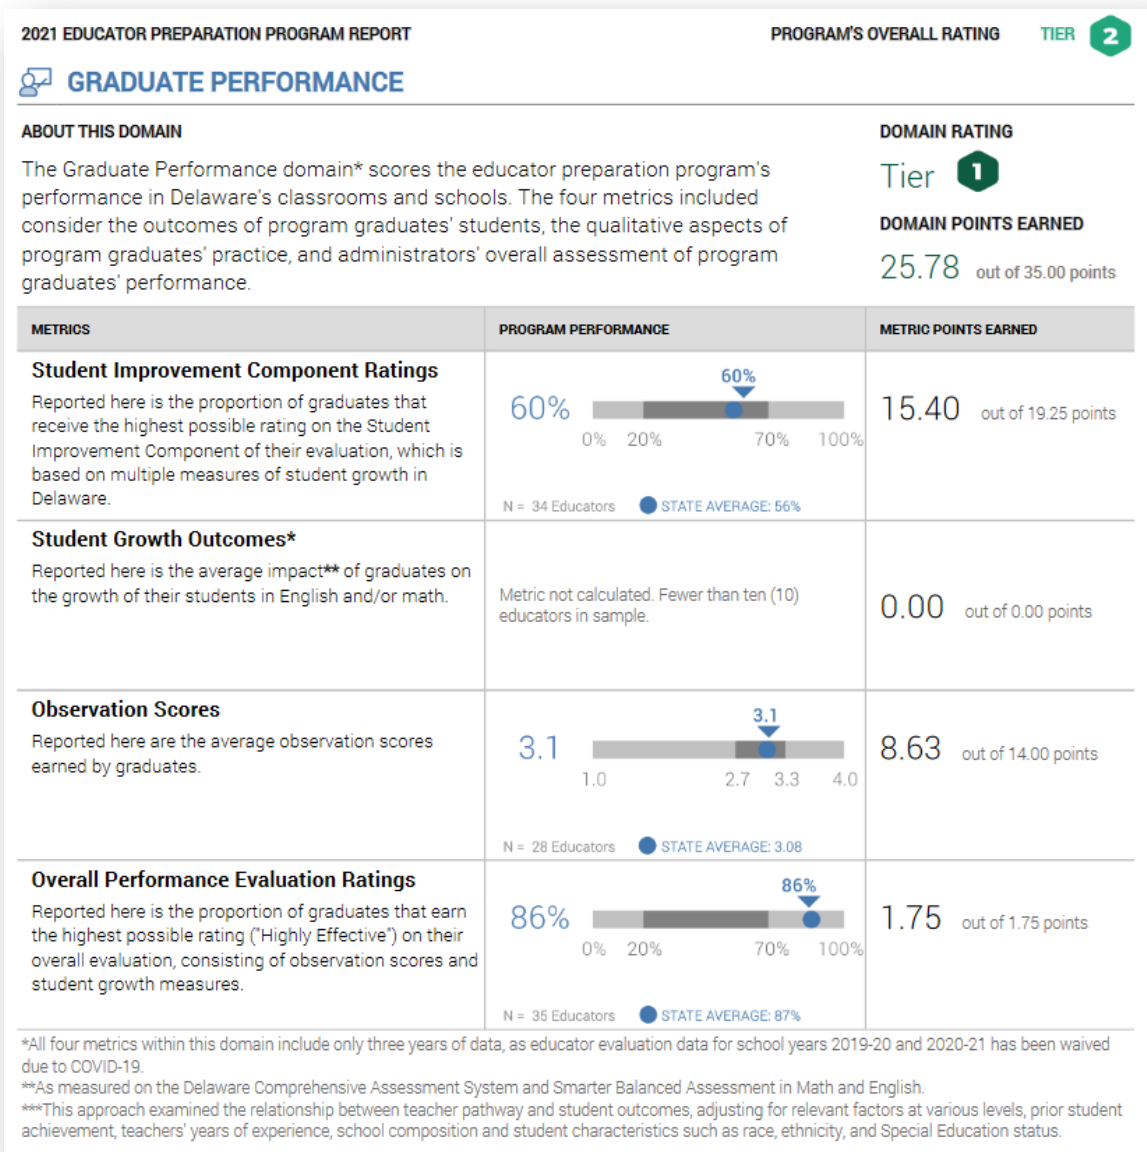 2021 EDUCATOR PREPARATION PROGRAM REPORT
PROGRAM'S OVERALL RATING TIER 2
GRADUATE PERFORMANCE
ABOUT THIS DOMAIN
The Graduate Performance domain* scores the educator preparation program's
performance in Delaware's classrooms and schools. The four metrics included
consider the outcomes of program graduates' students, the qualitative aspects of
program graduates' practice, and administrators' overall assessment of program
graduates' performance.
DOMAIN RATING
Tier 1
DOMAIN POINTS EARNED
25.78 out of 35.00 points
METRICS PROGRAM PERFORMANCE METRIC POINTS EARNED
Student Improvement Component Ratings
Reported here is the proportion of graduates that
receive the highest possible rating on the Student
Improvement Component of their evaluation, which is
based on multiple measures of student growth in
Delaware.
60%
60%
0% 20% 70% 100%
N = 34 Educators STATE AVERAGE: 56%
15.40 out of 19.25 points
Student Growth Outcomes*
Reported here is the average impact** of graduates on
the growth of their students in English and/or math.
Metric not calculated. Fewer than ten (10)
educators in sample.
0.00 out of 0.00 points
Observation Scores
Reported here are the average observation scores
earned by graduates.
3.1
3.1
1.0 2.7 3.3 4.0
N = 28 Educators STATE AVERAGE: 3.08
8.63 out of 14.00 points
Overall Performance Evaluation Ratings
Reported here is the proportion of graduates that earn
the highest possible rating ("Highly Effective") on their
overall evaluation, consisting of observation scores and
student growth measures.
86%
86%
0% 20% 70% 100%
N = 35 Educators STATE AVERAGE: 87%
1.75 out of 1.75 points
*All four metrics within this domain include only three years of data, as educator evaluation data for school years 2019-20 and 2020-21 has been waived
due to COVID-19.
**As measured on the Delaware Comprehensive Assessment System and Smarter Balanced Assessment in Math and English.
***This approach examined the relationship between teacher pathway and student outcomes, adjusting for relevant factors at various levels, prior student
achievement, teachers' years of experience, school composition and student characteristics such as race, ethnicity, and Special Education status.